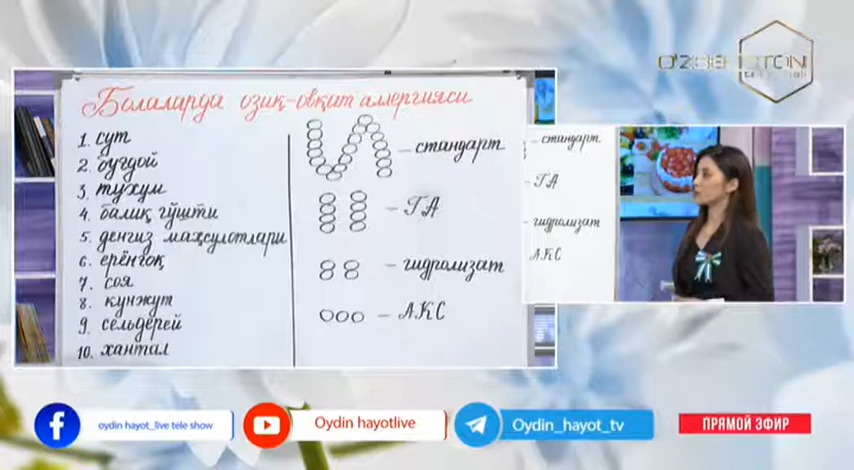 O'ZBEKISTON
Болаларда озиқ-овқат аллергияси
1. сут
2. буғдой
3. тухум
4. балиқ гўшти
5. денгиз маҳсулотлари
6. ерёнғоқ
7. соя
8. кунжут
9. сельдерей
10. хантал
– стандарт
– ГА
– гидролизат
– АКС
– стандарт
– ГА
– гидролизат
АКС
oydin hayot_live tele show
Oydin hayotlive
Oydin_hayot_tv
ПРЯМОЙ ЭФИР